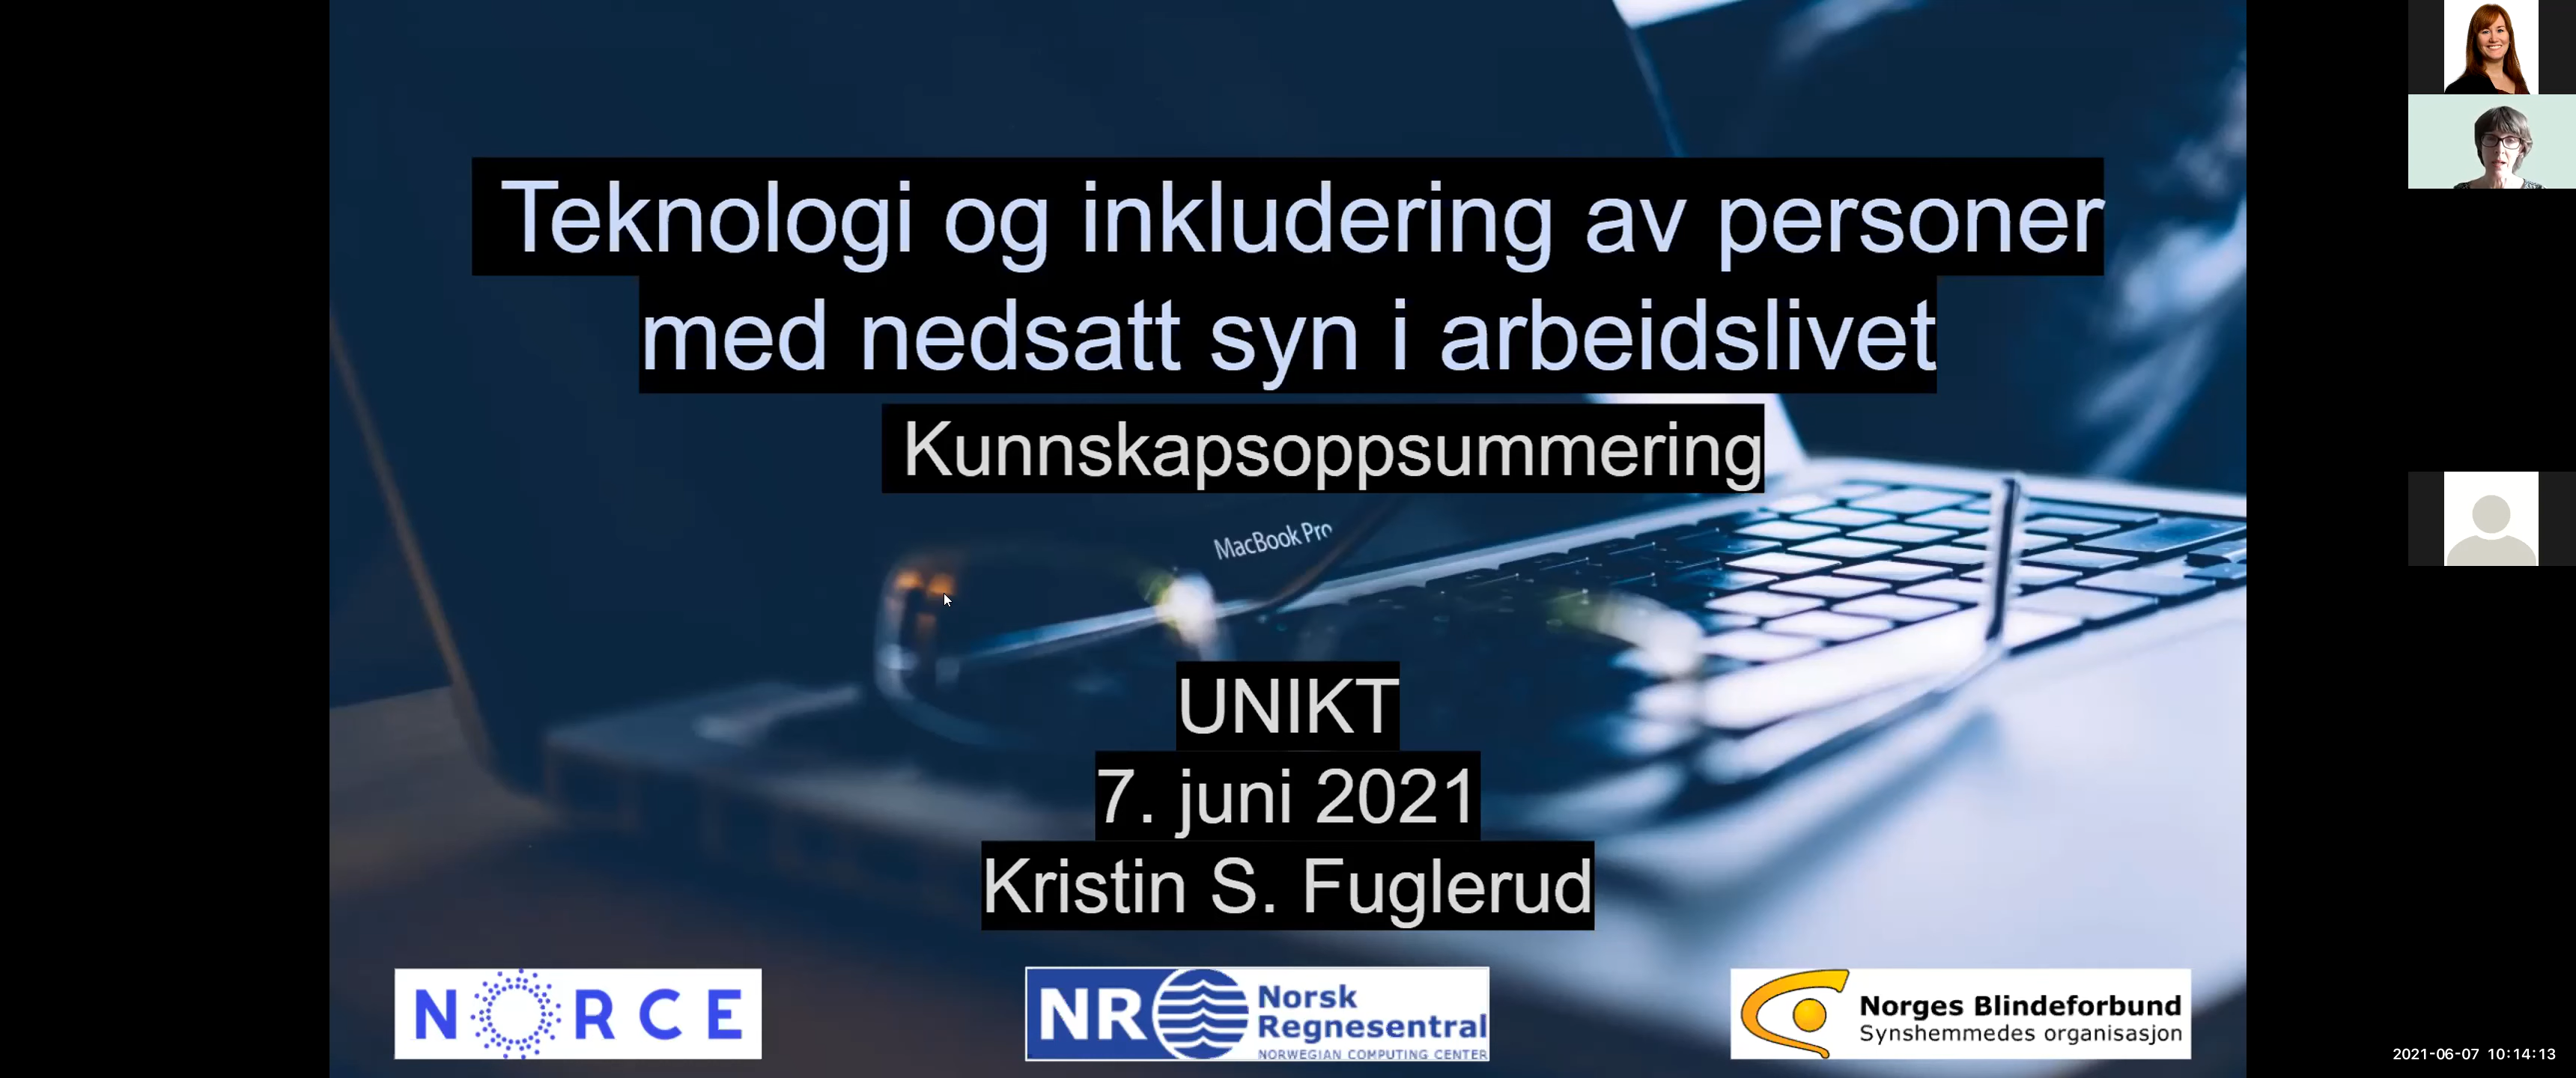 Teknologi og inkludering av personer
med nedsatt syn i arbeidslivet
Kunnskapsoppsummering
MacBook Pro
UNIKT
7. juni 2021
Kristin S. Fuglerud
NORCE
NR Norsk
Regnesentral
NORWEGIAN COMPUTING CENTER
Norges Blindeforbund
Synshemmedes organisasjon
2021-06-07 10:14:13